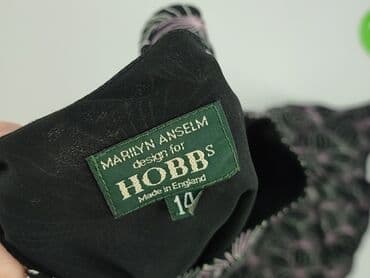 MARILYN ANSELM
design for
HOBBS
Made in England
14